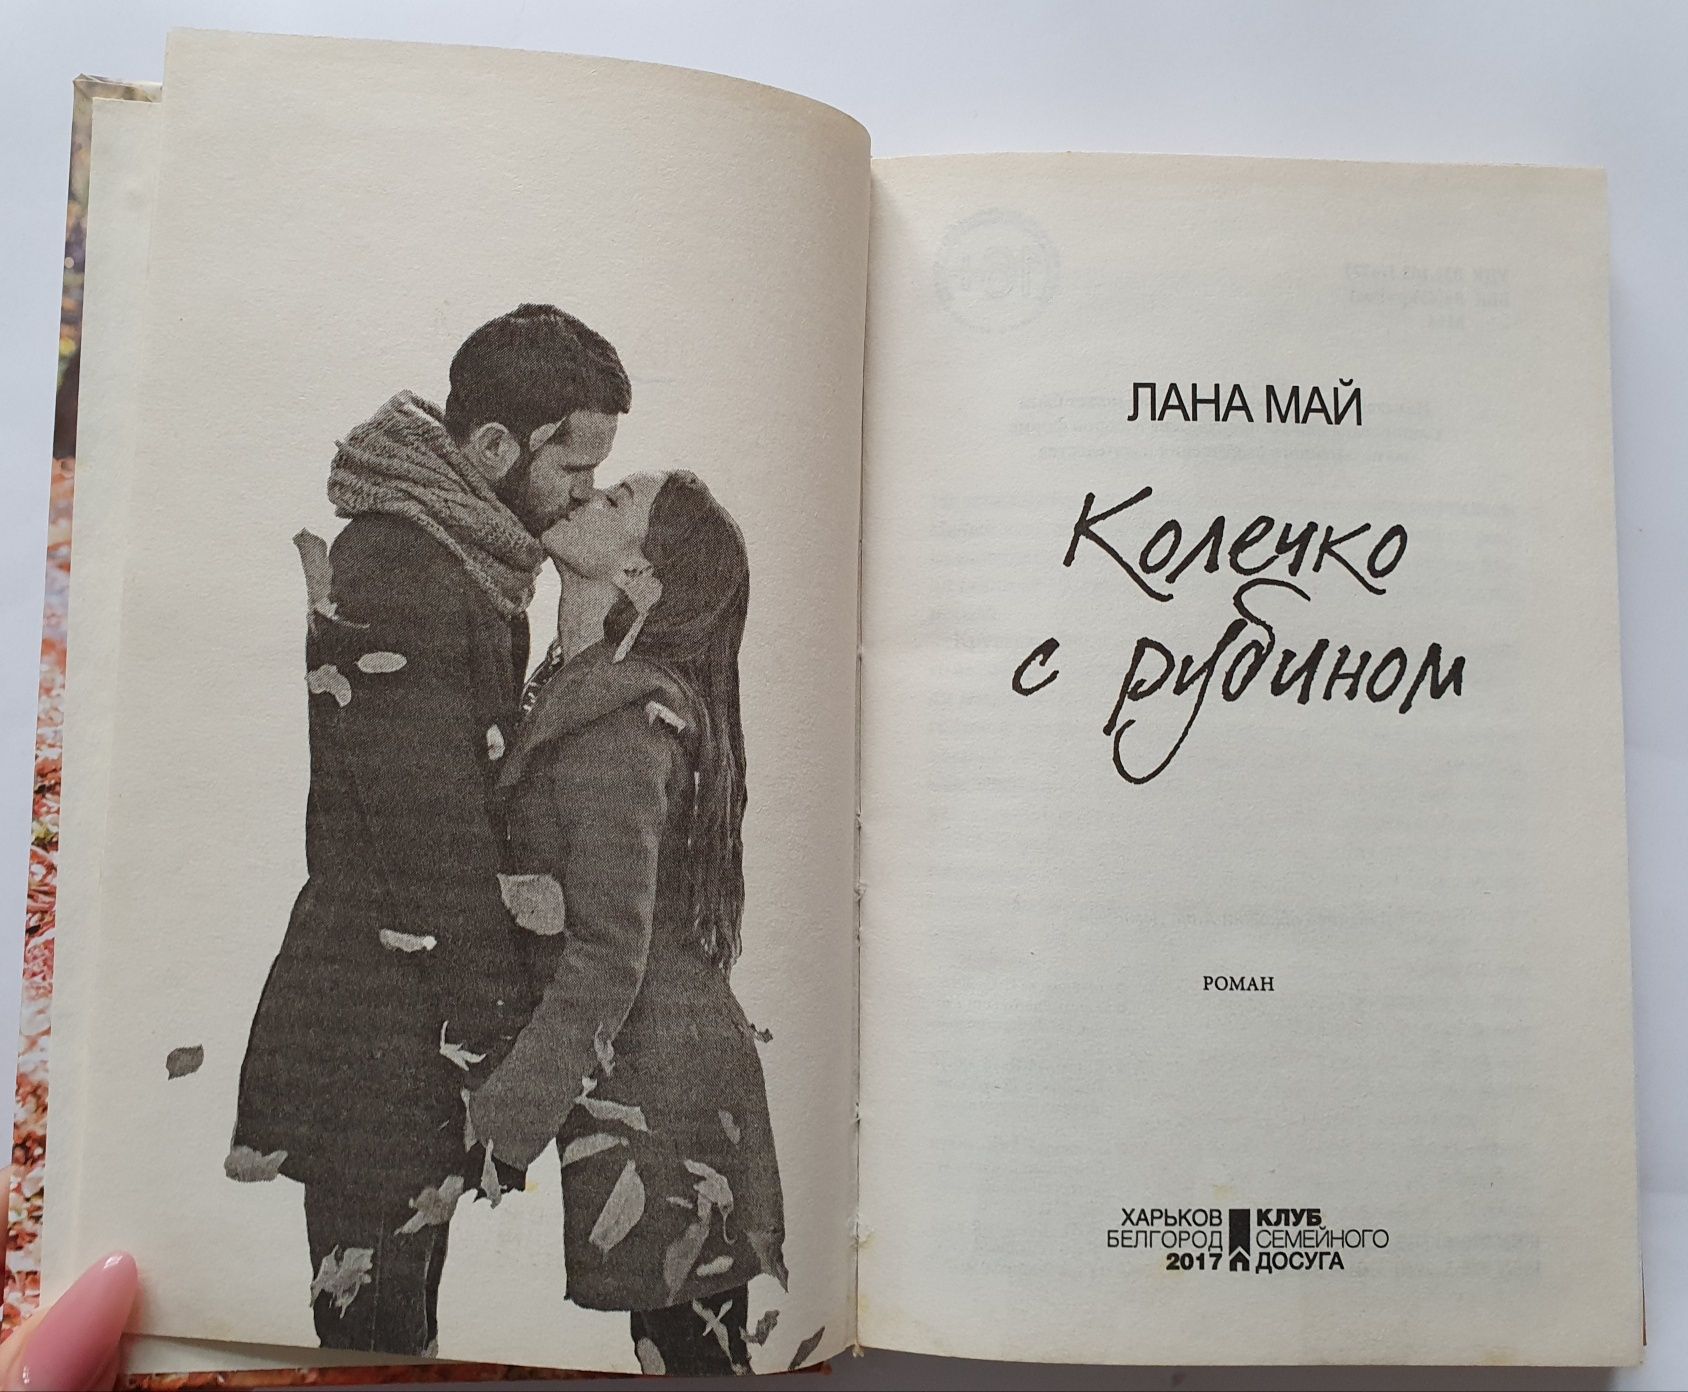 ЛАНА МАЙ
Колечко
с рубином
РОМАН
ХАРЬКОВ
БЕЛГОРОД
2017
КЛУБ
СЕМЕЙНОГО
ДОСУГА